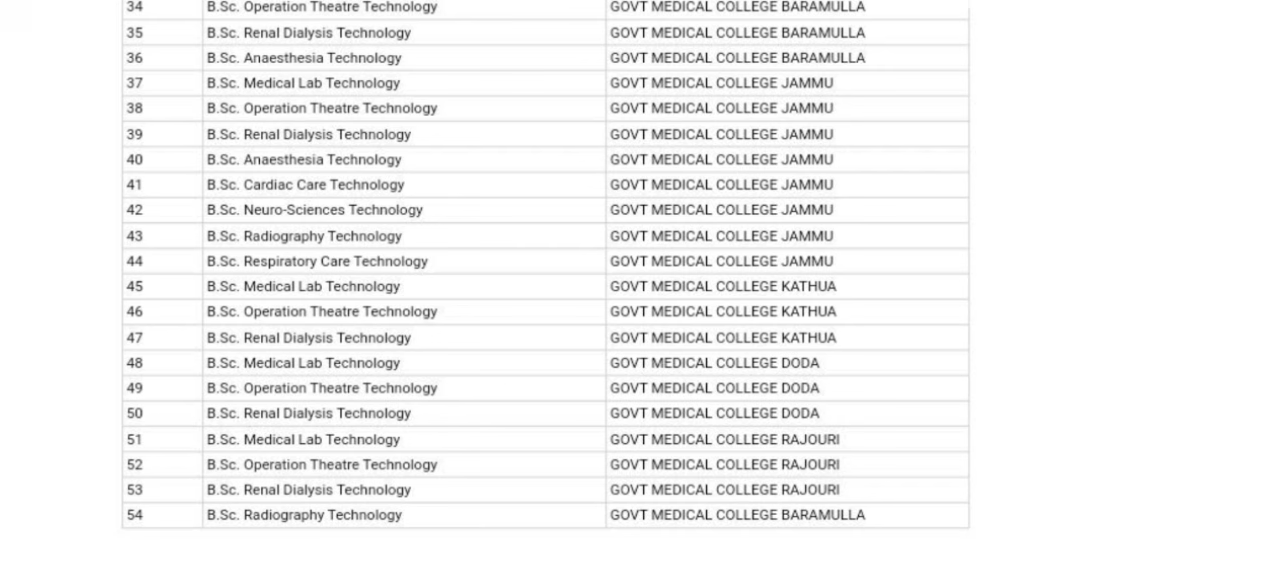 34 B.Sc. Operation Theatre Technology GOVT MEDICAL COLLEGE BARAMULLA
35 B.Sc. Renal Dialysis Technology GOVT MEDICAL COLLEGE BARAMULLA
36 B.Sc. Anaesthesia Technology GOVT MEDICAL COLLEGE BARAMULLA
37 B.Sc. Medical Lab Technology GOVT MEDICAL COLLEGE JAMMU
38 B.Sc. Operation Theatre Technology GOVT MEDICAL COLLEGE JAMMU
39 B.Sc. Renal Dialysis Technology GOVT MEDICAL COLLEGE JAMMU
40 B.Sc. Anaesthesia Technology GOVT MEDICAL COLLEGE JAMMU
41 B.Sc. Cardiac Care Technology GOVT MEDICAL COLLEGE JAMMU
42 B.Sc. Neuro-Sciences Technology GOVT MEDICAL COLLEGE JAMMU
43 B.Sc. Radiography Technology GOVT MEDICAL COLLEGE JAMMU
44 B.Sc. Respiratory Care Technology GOVT MEDICAL COLLEGE JAMMU
45 B.Sc. Medical Lab Technology GOVT MEDICAL COLLEGE KATHUA
46 B.Sc. Operation Theatre Technology GOVT MEDICAL COLLEGE KATHUA
47 B.Sc. Renal Dialysis Technology GOVT MEDICAL COLLEGE KATHUA
48 B.Sc. Medical Lab Technology GOVT MEDICAL COLLEGE DODA
49 B.Sc. Operation Theatre Technology GOVT MEDICAL COLLEGE DODA
50 B.Sc. Renal Dialysis Technology GOVT MEDICAL COLLEGE DODA
51 B.Sc. Medical Lab Technology GOVT MEDICAL COLLEGE RAJOURI
52 B.Sc. Operation Theatre Technology GOVT MEDICAL COLLEGE RAJOURI
53 B.Sc. Renal Dialysis Technology GOVT MEDICAL COLLEGE RAJOURI
54 B.Sc. Radiography Technology GOVT MEDICAL COLLEGE BARAMULLA